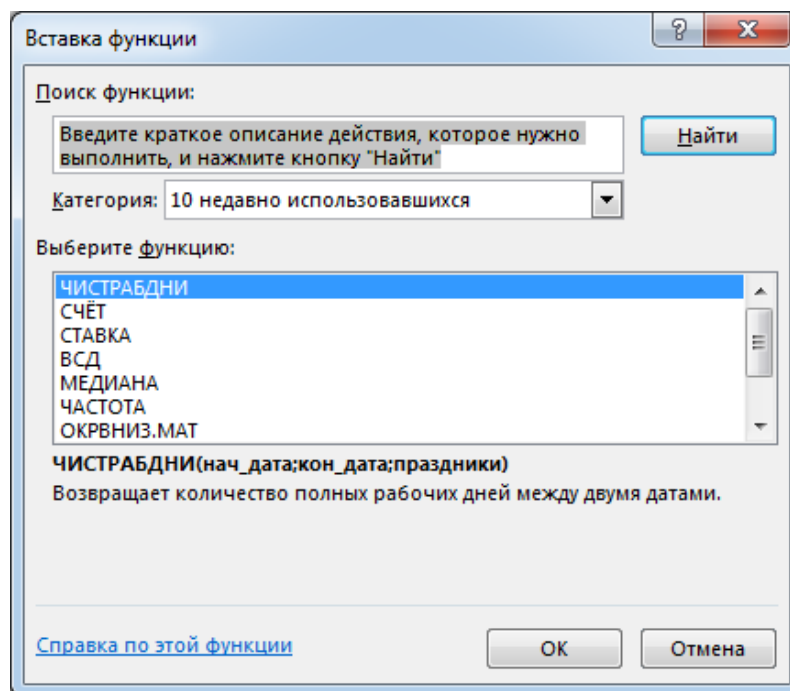 Вставка функции
?
Поиск функции:
Введите краткое описание действия, которое нужно
выполнить, и нажмите кнопку "Найти"
Найти
Категория: 10 недавно использовавшихся
Выберите функцию:
ЧИСТРАБДНИ
СЧЁТ
СТАВКА
ВСД
МЕДИАНА
ЧАСТОТА
ОКРВНИЗ.МАТ
ЧИСТРАБДНИ(нач_дата;кон_дата;праздники)
Возвращает количество полных рабочих дней между двумя датами.
Справка по этой функции
ОК
Отмена